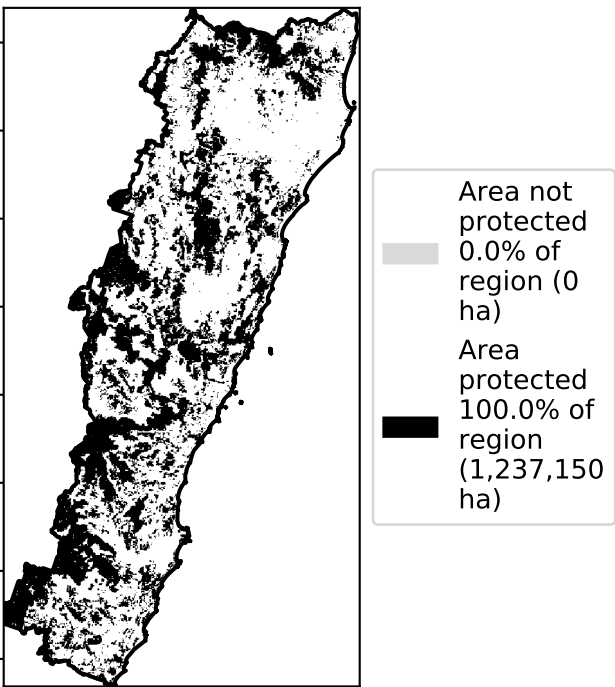 Area not
protected
0.0% of
region (0
ha)
Area
protected
100.0% of
region
(1,237,150
ha)